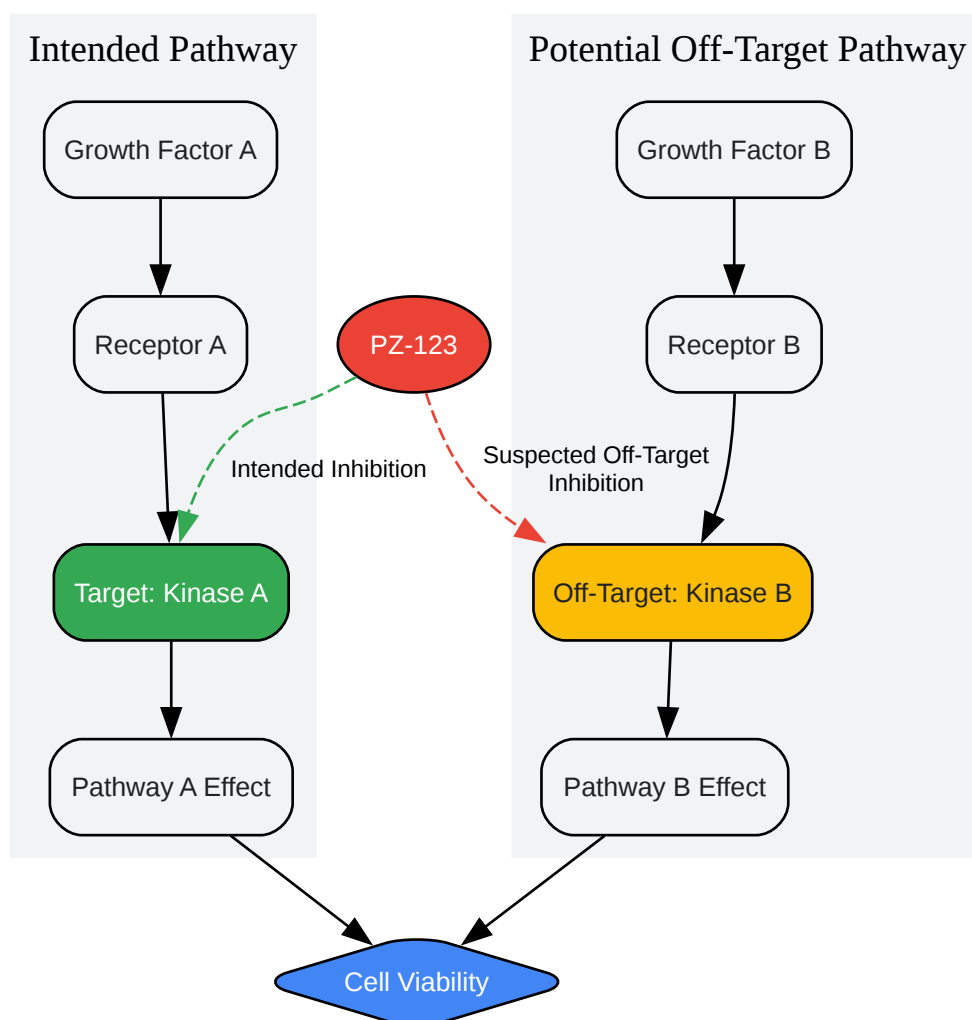 Intended Pathway
Potential Off-Target Pathway
Growth Factor A
Growth Factor B
Receptor A
PZ-123
Receptor B
Intended Inhibition
Suspected Off-Target
Inhibition
Target: Kinase A
Off-Target: Kinase B
Pathway A Effect
Pathway B Effect
Cell Viability